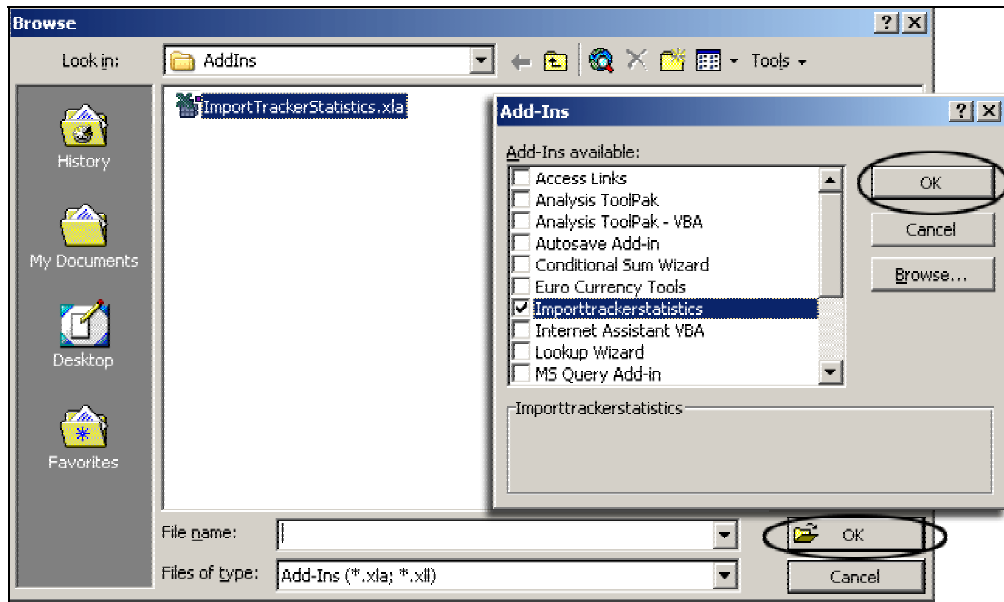 Browse
Look in:
AddIns
Tools
History
My Documents
Desktop
Favorites
ImportTrackerStatistics.xla
File name:
Files of type:
Add-Ins (*.xla; *.xll)
OK
Cancel
Add-Ins
Add-Ins available:
Access Links
Analysis ToolPak
Analysis ToolPak - VBA
Autosave Add-in
Conditional Sum Wizard
Euro Currency Tools
Importtrackerstatistics
Internet Assistant VBA
Lookup Wizard
MS Query Add-in
OK
Cancel
Browse...
Importtrackerstatistics